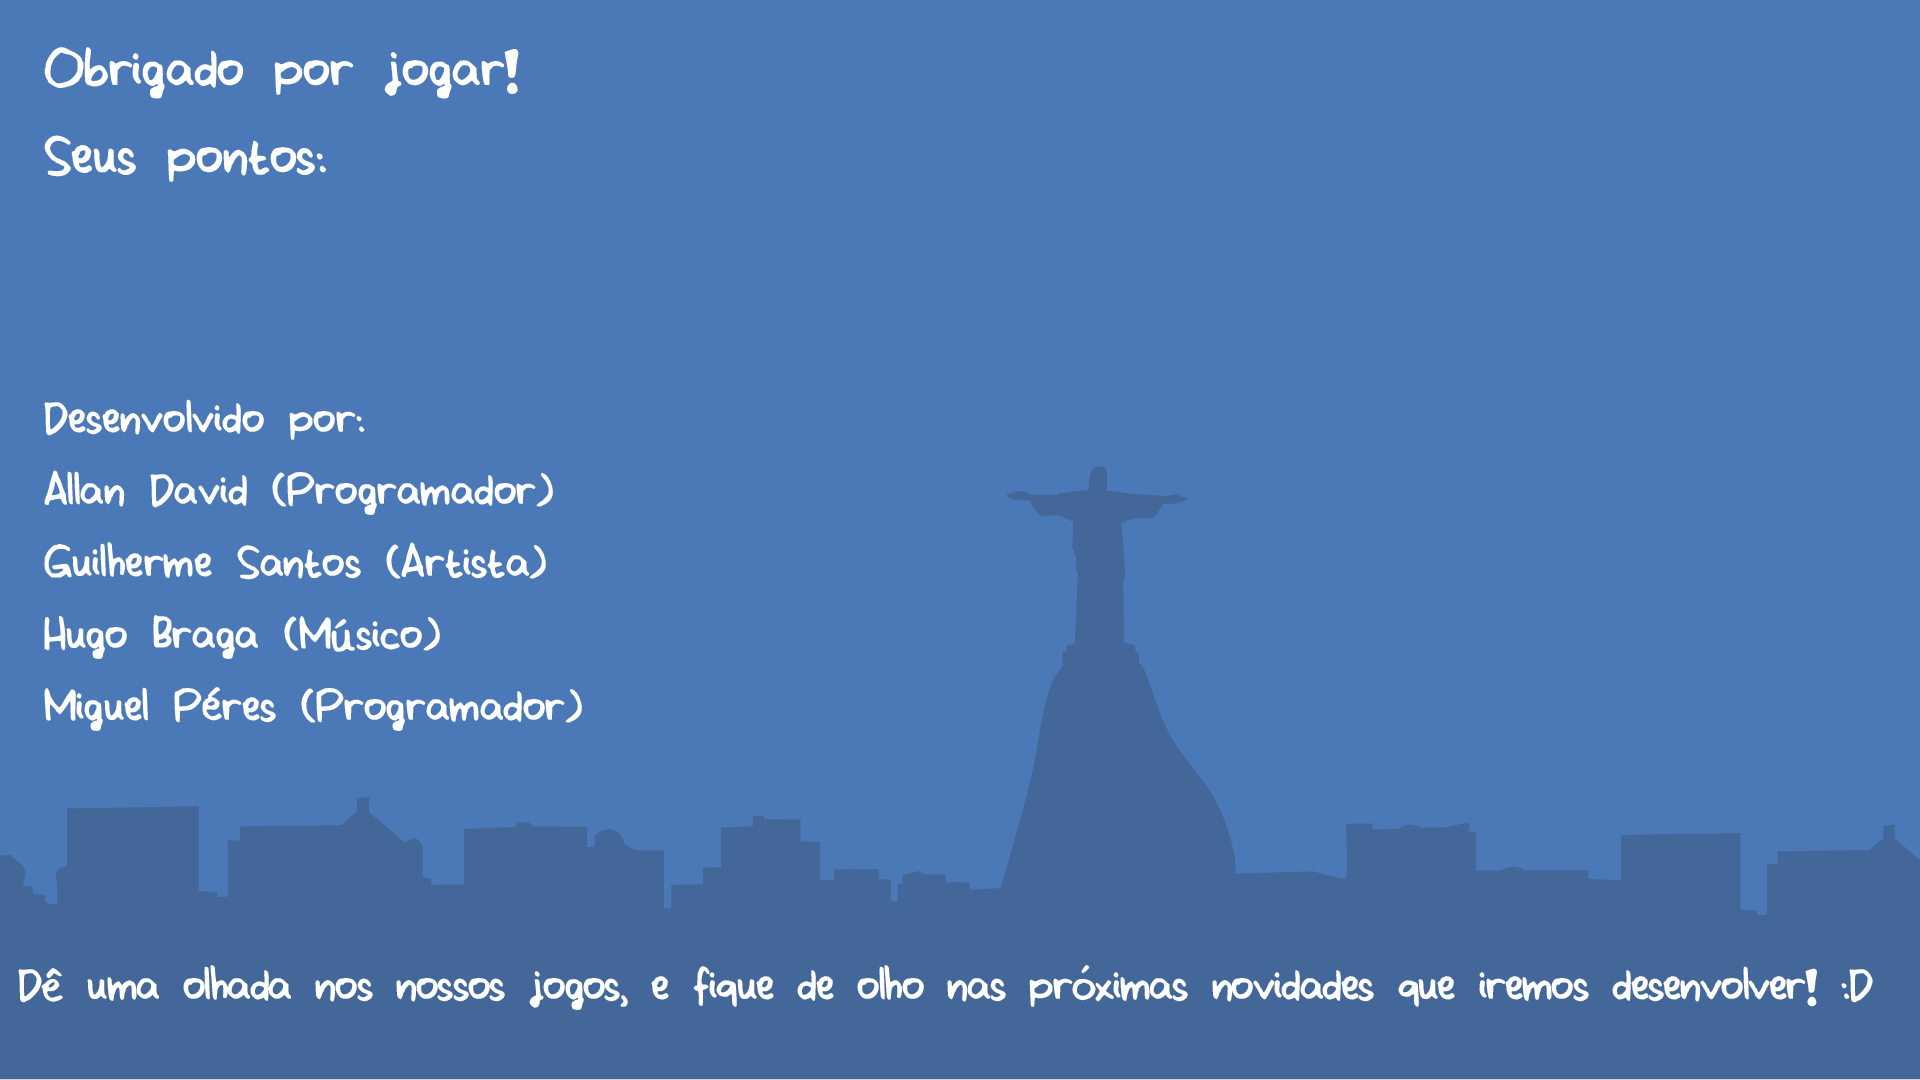 Obrigado por jogar!
Seus pontos:
Desenvolvido por:
Allan David (Programador)
Guilherme Santos (Artista)
Hugo Braga (Músico)
Miguel Péres (Programador)
Dê uma olhada nos nossos jogos, e fique de olho nas próximas novidades que iremos desenvolver! :D